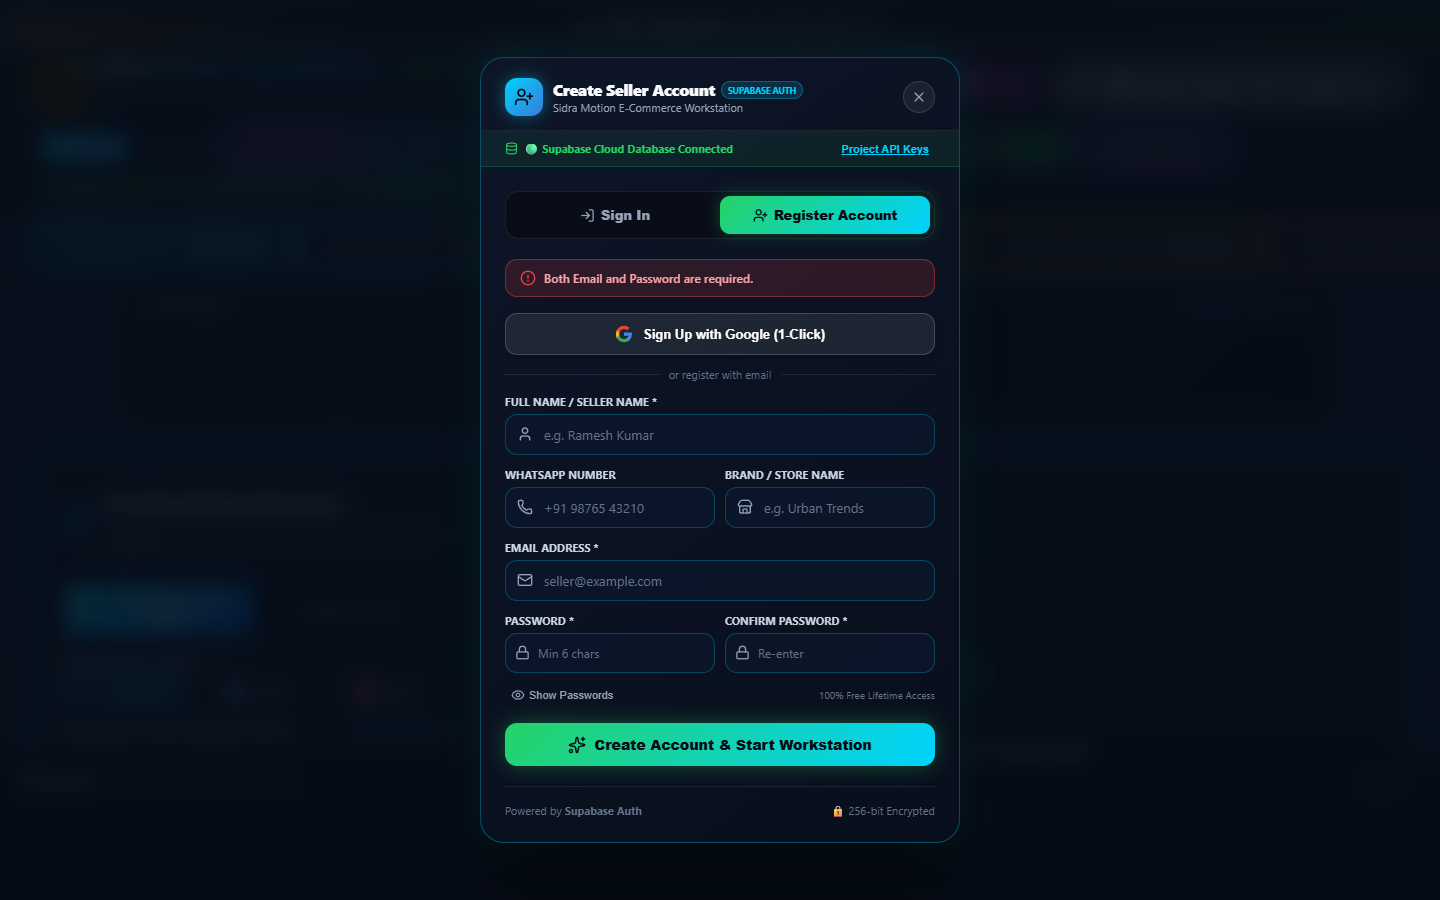 Create Seller Account SUPABASE AUTH
Sidra Motion E-Commerce Workstation
Supabase Cloud Database Connected Project API Keys
Sign In Register Account
Both Email and Password are required.
Sign Up with Google (1-Click)
or register with email
FULL NAME / SELLER NAME *
e.g. Ramesh Kumar
WHATSAPP NUMBER BRAND / STORE NAME
+91 98765 43210 e.g. Urban Trends
EMAIL ADDRESS *
seller@example.com
PASSWORD * CONFIRM PASSWORD *
Min 6 chars Re-enter
Show Passwords 100% Free Lifetime Access
Create Account & Start Workstation
Powered by Supabase Auth 256-bit Encrypted